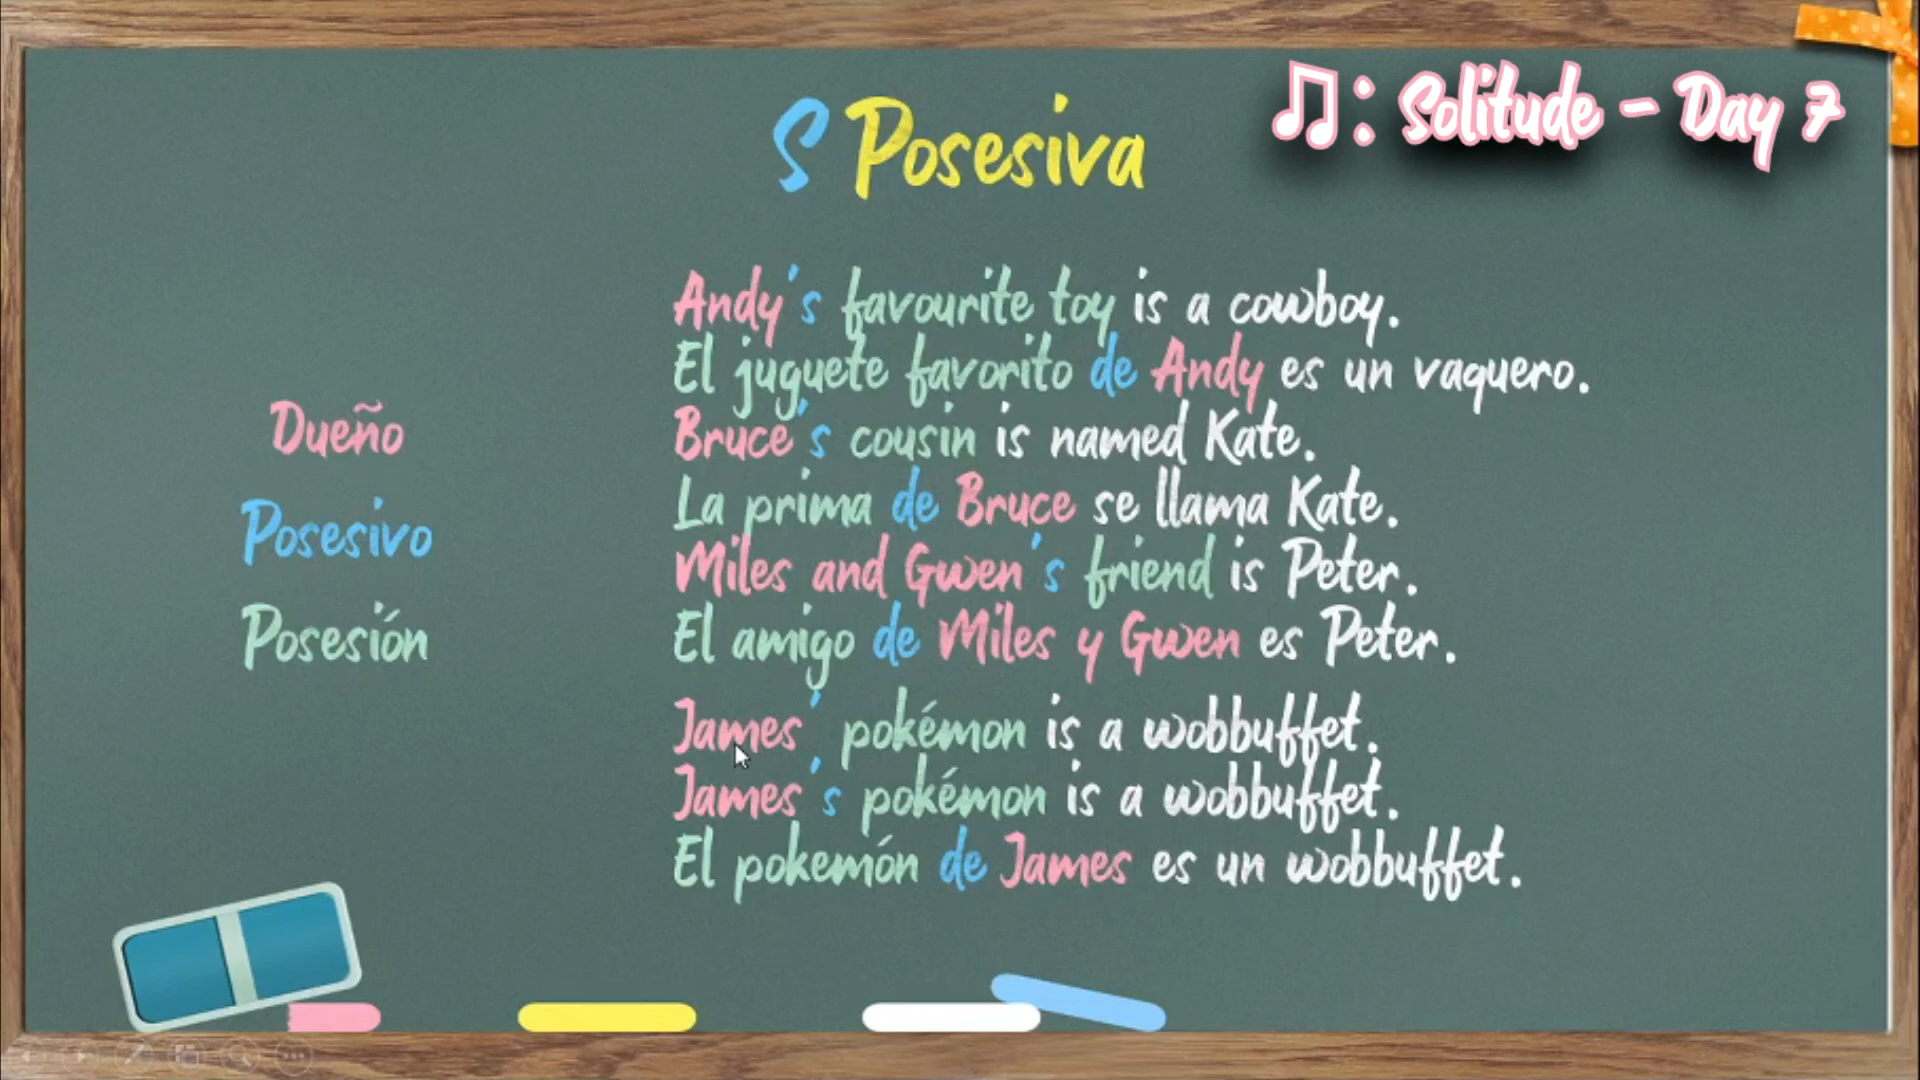 ♫: Solitude - Day 7
S Posesiva
Dueño
Posesivo
Posesión
Andy's favourite toy is a cowboy.
El juguete favorito de Andy es un vaquero.
Bruce's cousin is named Kate.
La prima de Bruce se llama Kate.
Miles and Gwen's friend is Peter.
El amigo de Miles y Gwen es Peter.
James' pokémon is a wobbuffet.
James's pokémon is a wobbuffet.
El pokemón de James es un wobbuffet.